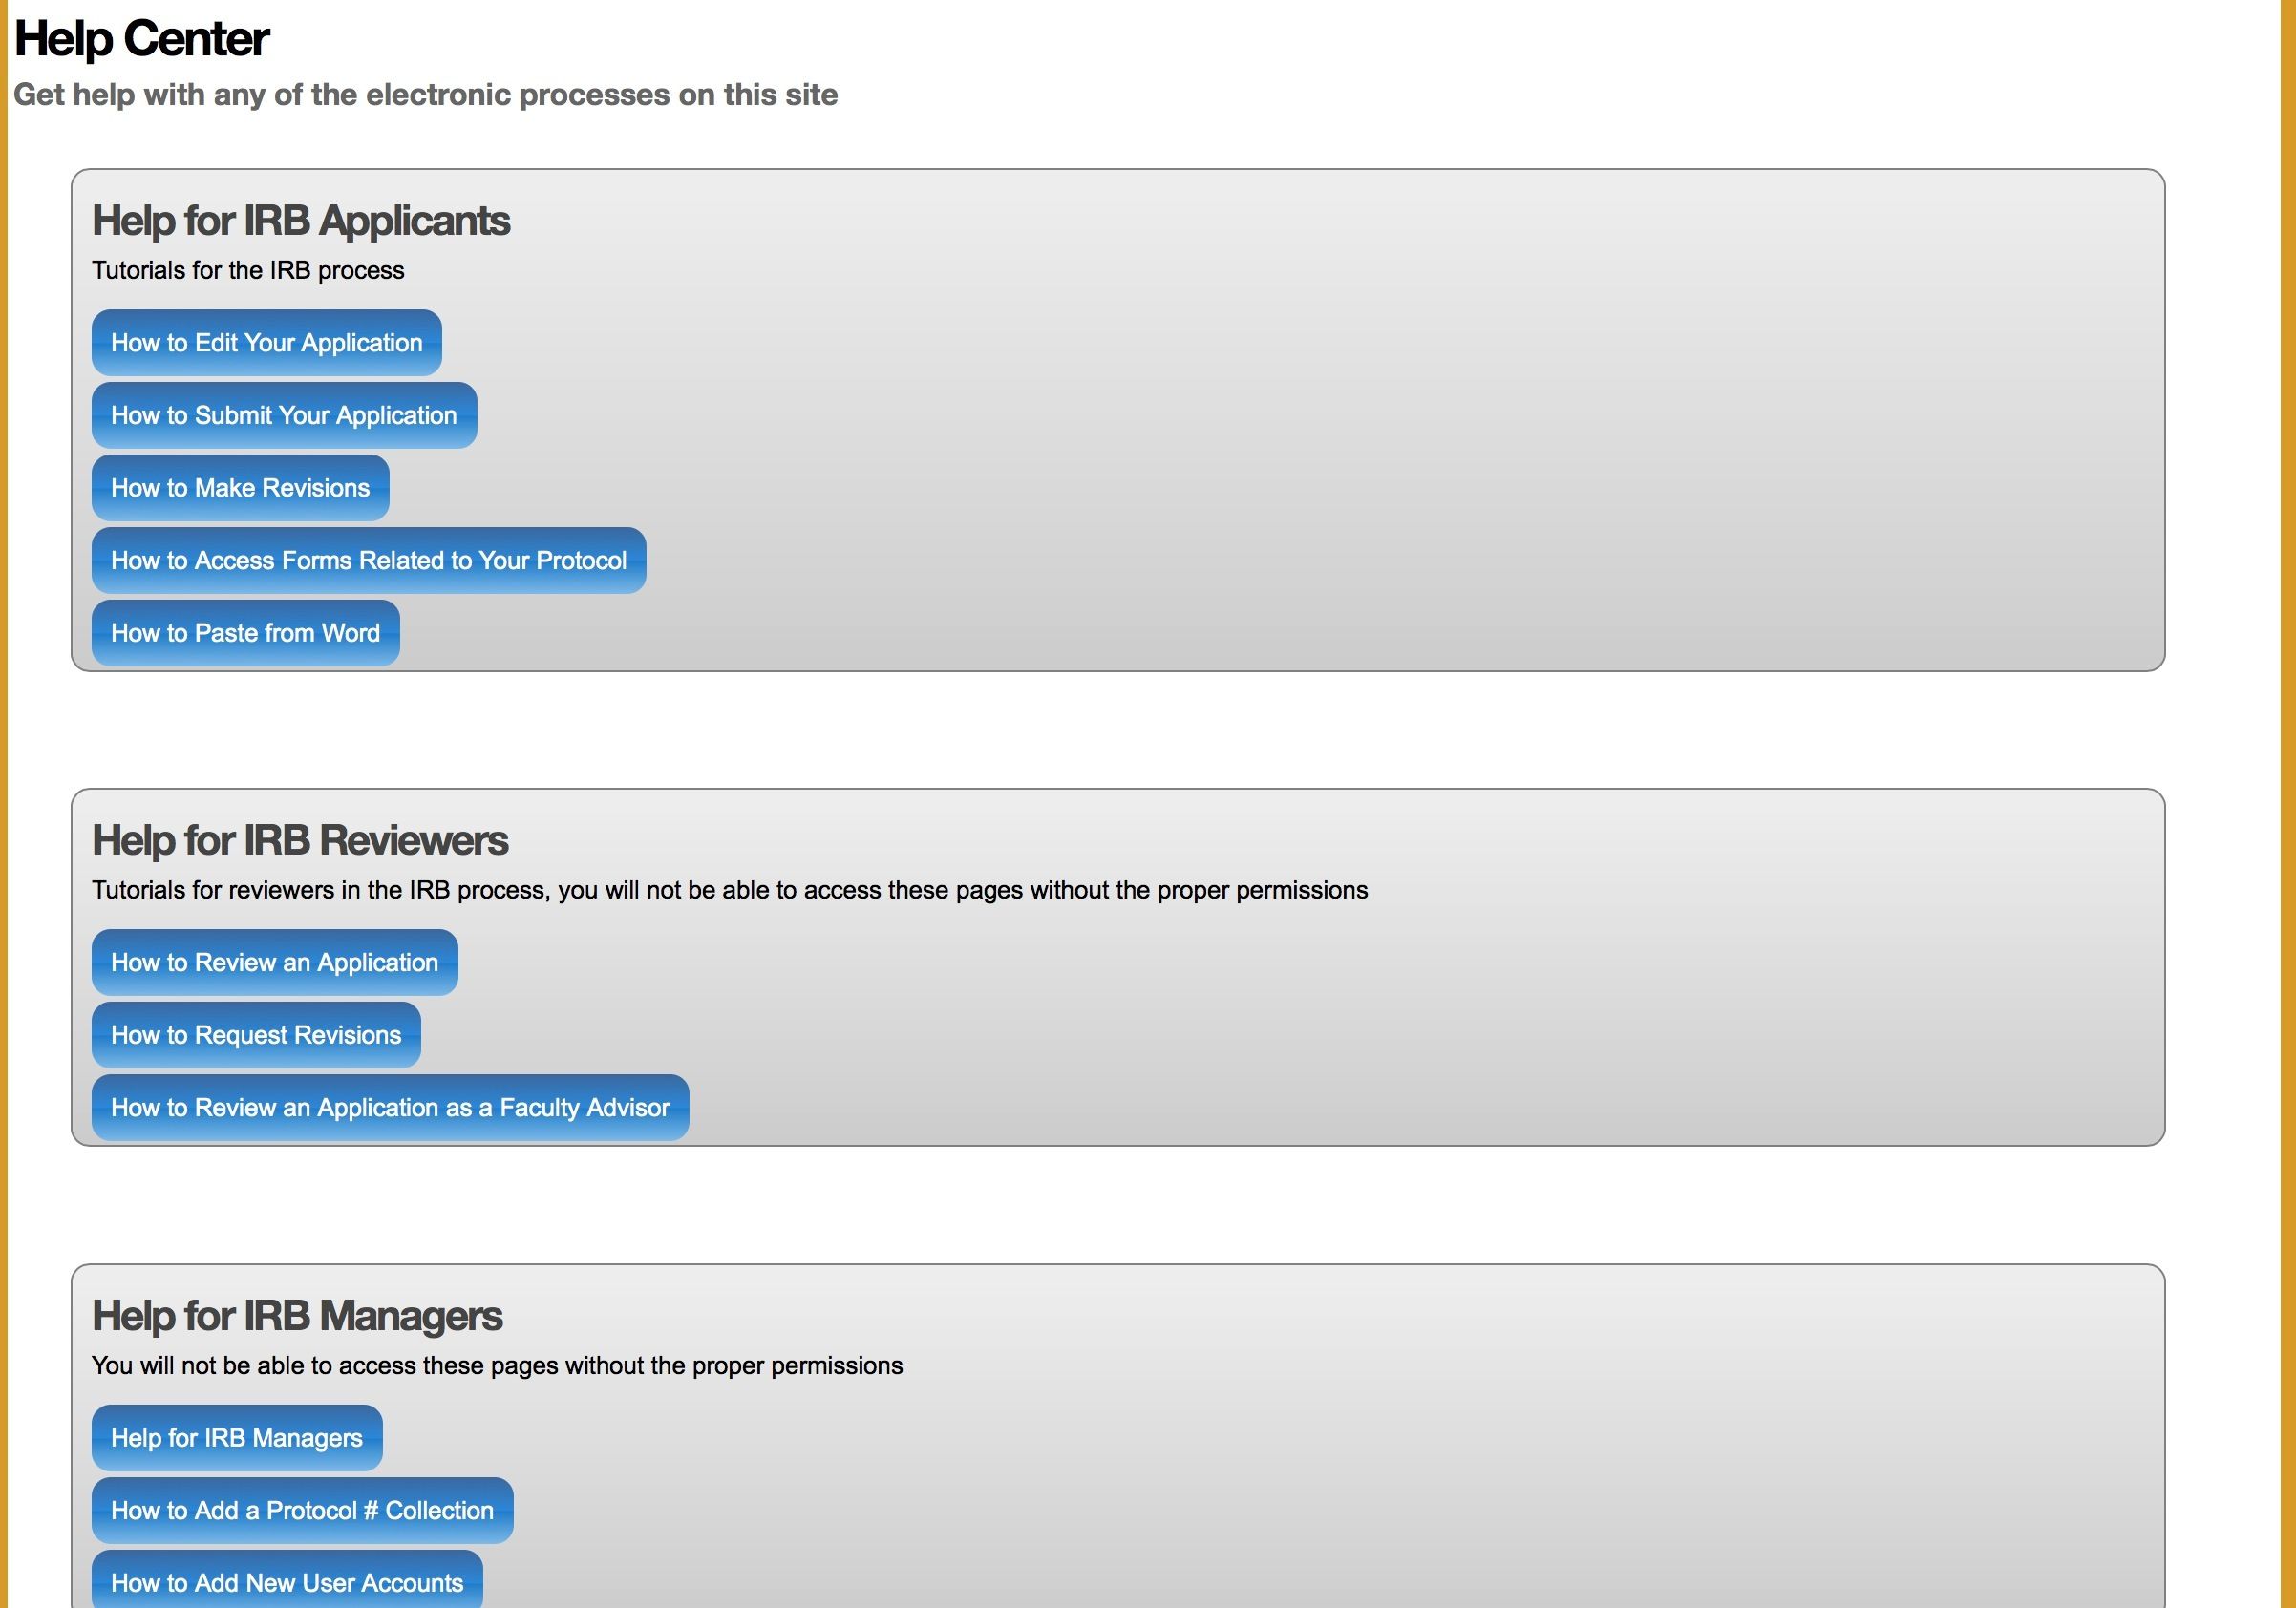 Help Center
Get help with any of the electronic processes on this site
Help for IRB Applicants
Tutorials for the IRB process
How to Edit Your Application
How to Submit Your Application
How to Make Revisions
How to Access Forms Related to Your Protocol
How to Paste from Word
Help for IRB Reviewers
Tutorials for reviewers in the IRB process, you will not be able to access these pages without the proper permissions
How to Review an Application
How to Request Revisions
How to Review an Application as a Faculty Advisor
Help for IRB Managers
You will not be able to access these pages without the proper permissions
Help for IRB Managers
How to Add a Protocol # Collection
How to Add New User Accounts